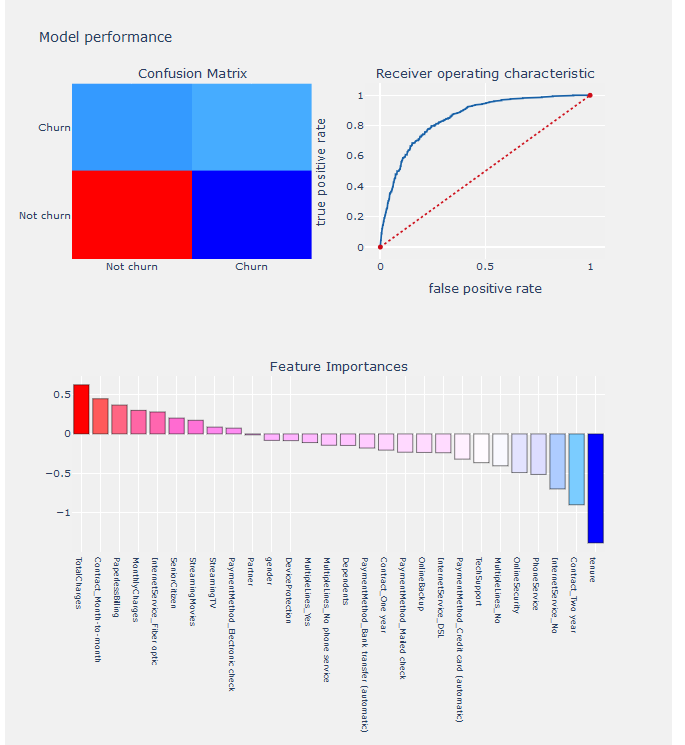 Model performance
Confusion Matrix
Churn
Not churn
Not churn
Churn
Receiver operating characteristic
true positive rate
1
0.8
0.6
0.4
0.2
0
0
0.5
1
false positive rate
Feature Importances
0.5
0
−0.5
−1
TotalCharges
Contract_Month-to-month
PaperlessBilling
MonthlyCharges
InternetService_Fiber optic
SeniorCitizen
StreamingMovies
StreamingTV
PaymentMethod_Electronic check
Partner
gender
DeviceProtection
MultipleLines_Yes
MultipleLines_No phone service
Dependents
PaymentMethod_Bank transfer (automatic)
Contract_One year
PaymentMethod_Mailed check
OnlineBackup
InternetService_DSL
PaymentMethod_Credit card (automatic)
TechSupport
MultipleLines_No
OnlineSecurity
PhoneService
InternetService_No
Contract_Two year
tenure